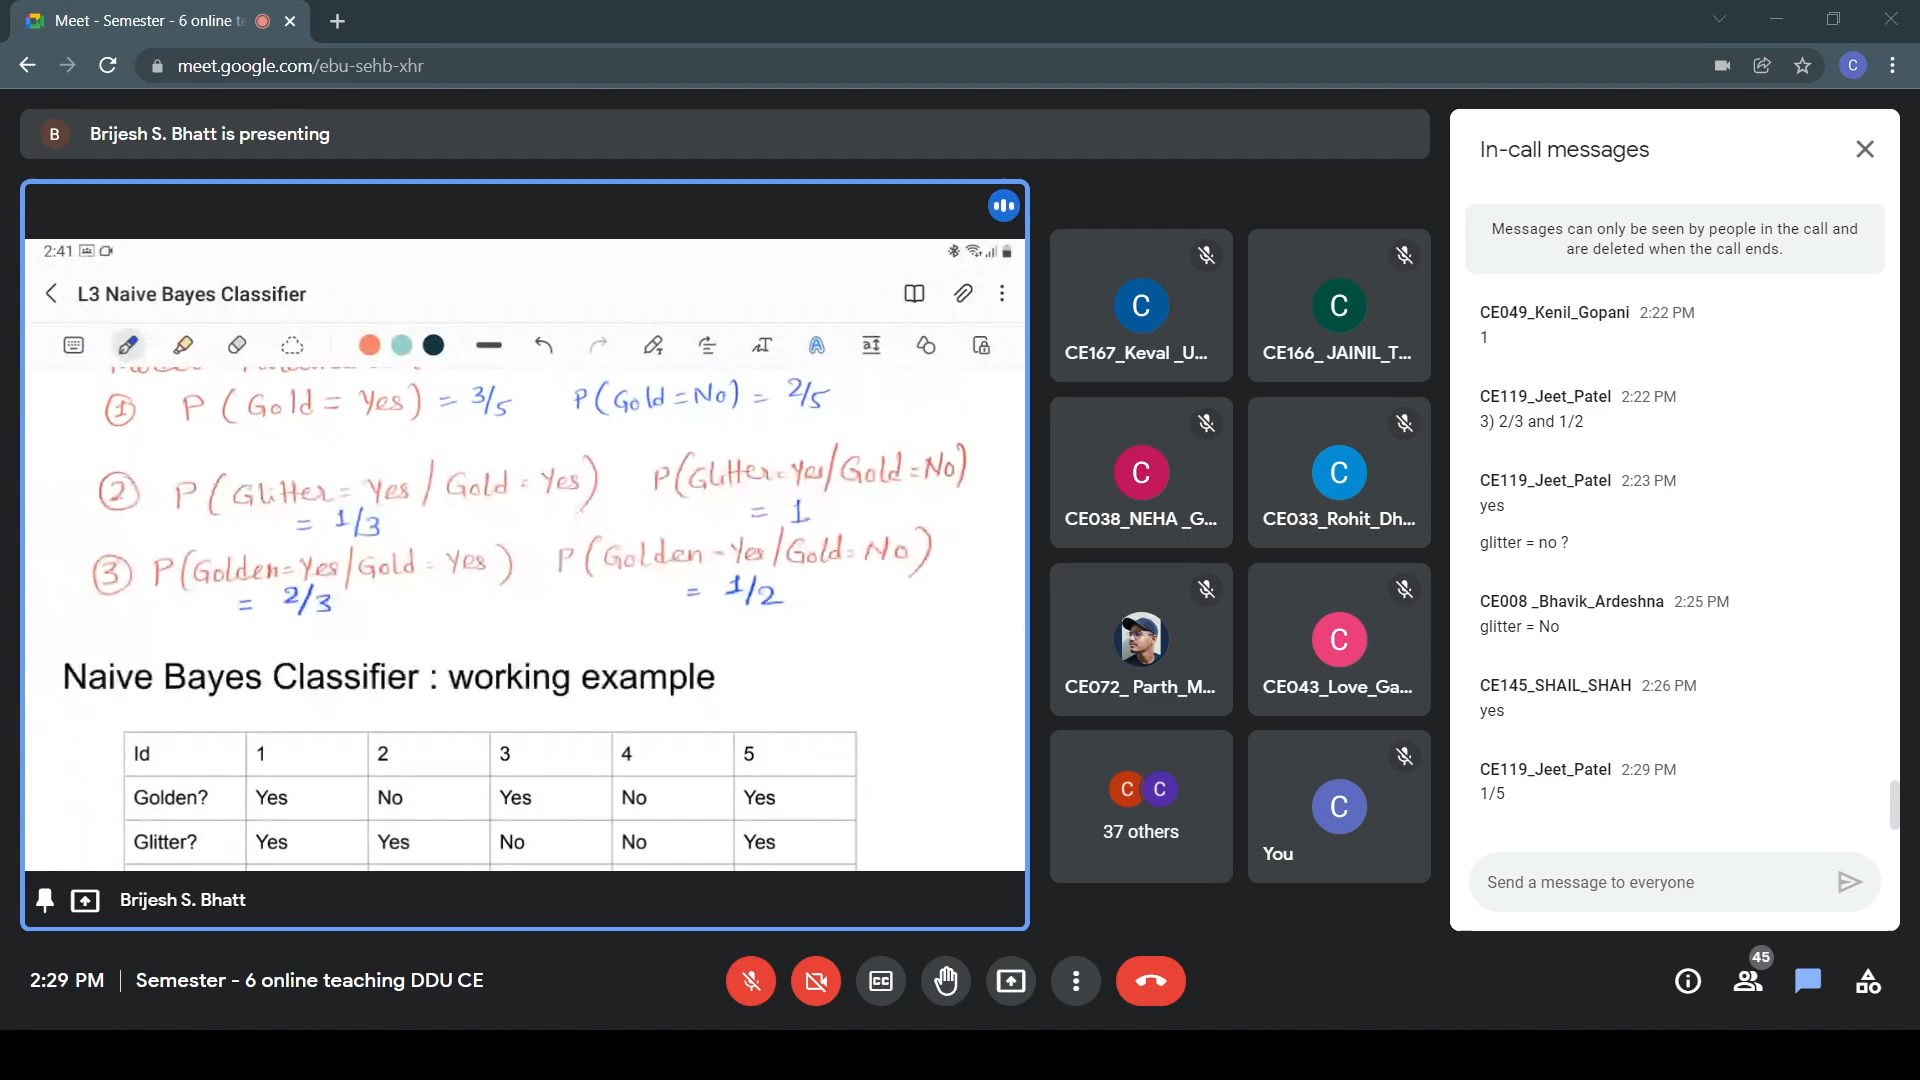 Meet - Semester - 6 online te
meet.google.com/ebu-sehb-xhr
C
B Brijesh S. Bhatt is presenting
2:41
L3 Naive Bayes Classifier
① P ( Gold = Yes ) = 3/5 P(Gold = No) = 2/5
② P ( Glitter = Yes / Gold = Yes ) P(Glitter = Yes/Gold = No)
= 1/3 = 1
③ P(Golden = Yes/Gold = Yes ) P (Golden = Yes/Gold = No )
= 2/3 = 1/2
Naive Bayes Classifier : working example
Id 1 2 3 4 5
Golden? Yes No Yes No Yes
Glitter? Yes Yes No No Yes
Brijesh S. Bhatt
C C
CE167_Keval _U... CE166_ JAINIL_T...
C C
CE038_NEHA _G... CE033_Rohit_Dh...
C
CE072_ Parth_M... CE043_Love_Ga...
C C C
37 others
You
In-call messages
Messages can only be seen by people in the call and
are deleted when the call ends.
CE049_Kenil_Gopani 2:22 PM
1
CE119_Jeet_Patel 2:22 PM
3) 2/3 and 1/2
CE119_Jeet_Patel 2:23 PM
yes
glitter = no ?
CE008 _Bhavik_Ardeshna 2:25 PM
glitter = No
CE145_SHAIL_SHAH 2:26 PM
yes
CE119_Jeet_Patel 2:29 PM
1/5
Send a message to everyone
2:29 PM | Semester - 6 online teaching DDU CE
45